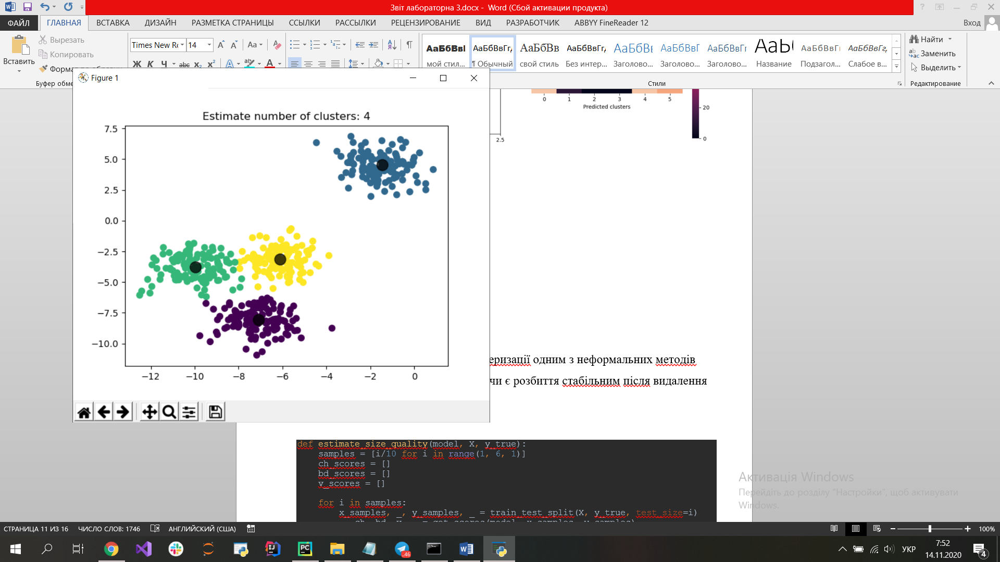 Звіт лабораторна 3.docx - Word (Сбой активации продукта)
ФАЙЛ ГЛАВНАЯ ВСТАВКА ДИЗАЙН РАЗМЕТКА СТРАНИЦЫ ССЫЛКИ РАССЫЛКИ РЕЦЕНЗИРОВАНИЕ ВИД РАЗРАБОТЧИК ABBYY FineReader 12 Вход
Вставить
Вырезать
Копировать
Times New Ro 14
Ж К Ч abc x₂ x²
АаБбВвІ АаБбВвГг, АаБбВв АаБбВвГг, АаБбВвІ АаБбВвГ АаБбВвГг АаБ АаБбВвГг АаБбВвГг,
мой стил... ¶ Обычный свой стиль Без интер... Заголово... Заголово... Заголово... Название Подзагол... Слабое в...
Найти
Заменить
Выделить
Стили
Редактирование
Figure 1
Estimate number of clusters: 4
7.5
5.0
2.5
0.0
−2.5
−5.0
−7.5
−10.0
−12 −10 −8 −6 −4 −2 0
2.5
0 1 2 3 4 5
Predicted clusters
20
0
еризації одним з неформальних методів
чи є розбиття стабільним після видалення
def estimate_size_quality(model, X, y_true):
samples = [i/10 for i in range(1, 6, 1)]
ch_scores = []
bd_scores = []
v_scores = []
for i in samples:
x_samples, _, y_samples, _ = train_test_split(X, y_true, test_size=i)
Активація Windows
Перейдіть до розділу "Настройки", щоб активувати
Windows.
СТРАНИЦА 11 ИЗ 16 ЧИСЛО СЛОВ: 1746 АНГЛИЙСКИЙ (США) 100%
..46
УКР
7:52
14.11.2020
4